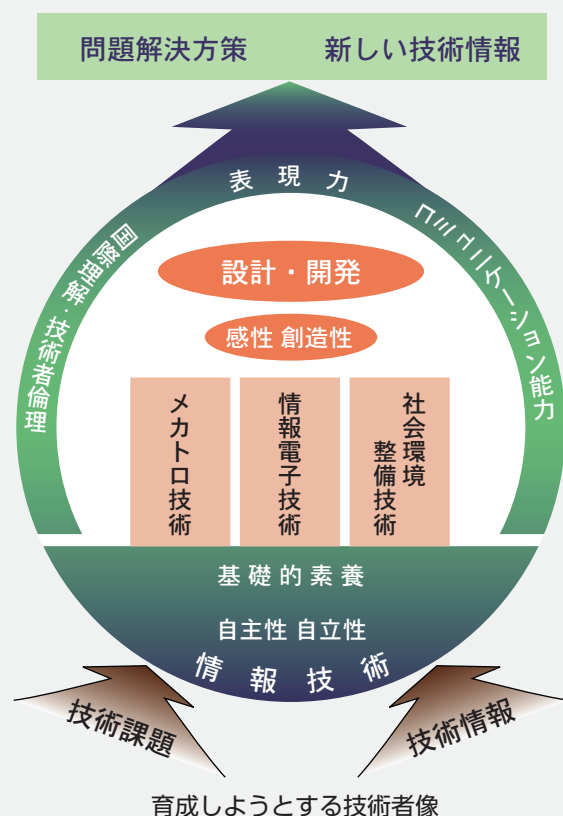 問題解決方策 新しい技術情報
表現力
国際理解・技術者倫理
コミュニケーション能力
設計・開発
感性 創造性
メカトロ技術
情報電子技術
社会環境
整備技術
基礎的素養
自主性 自立性
情報技術
技術課題
技術情報
育成しようとする技術者像